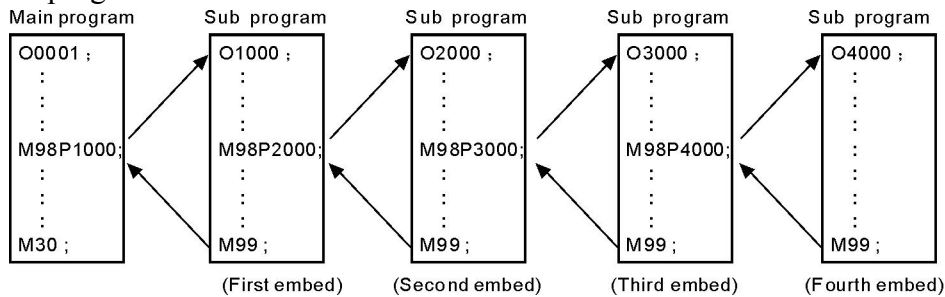 Main program
O0001 ;
M98P1000;
M30 ;
Sub program
O1000 ;
M98P2000;
M99 ;
(First embed)
Sub program
O2000 ;
M98P3000;
M99 ;
(Second embed)
Sub program
O3000 ;
M98P4000;
M99 ;
(Third embed)
Sub program
O4000 ;
M99 ;
(Fourth embed)